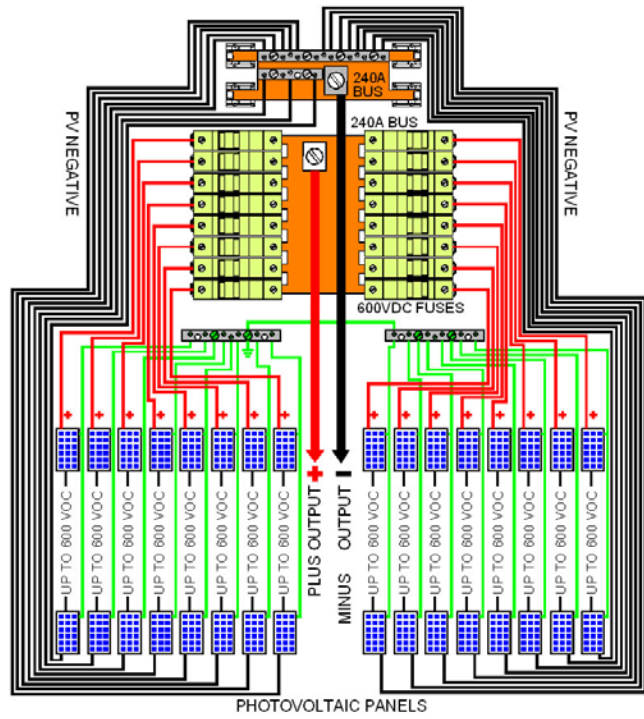 240A
BUS
240A BUS
PV NEGATIVE
PV NEGATIVE
600VDC FUSES
+ + + + + + + +
+ + + + + + + +
+ -
UP TO 600 VOC
UP TO 600 VOC
UP TO 600 VOC
UP TO 600 VOC
UP TO 600 VOC
UP TO 600 VOC
UP TO 600 VOC
UP TO 600 VOC
PLUS OUTPUT
MINUS OUTPUT
UP TO 600 VOC
UP TO 600 VOC
UP TO 600 VOC
UP TO 600 VOC
UP TO 600 VOC
UP TO 600 VOC
UP TO 600 VOC
UP TO 600 VOC
PHOTOVOLTAIC PANELS